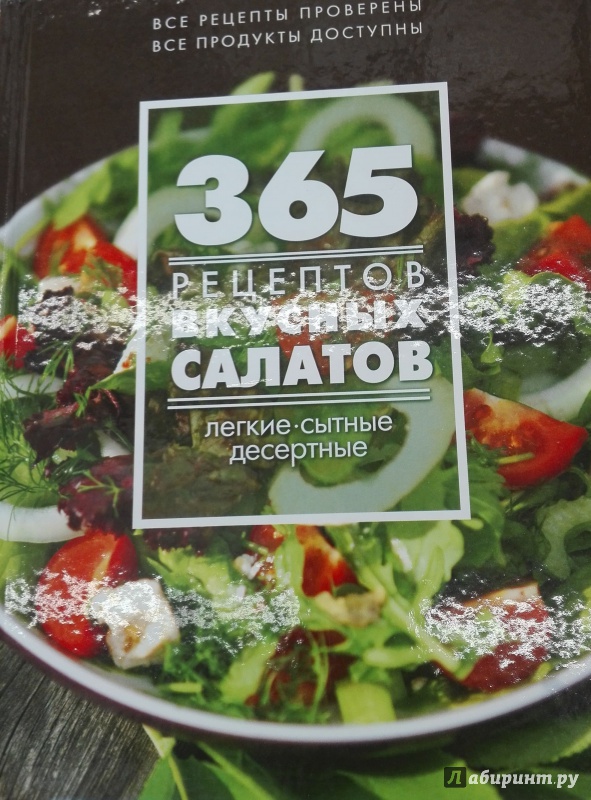 ВСЕ РЕЦЕПТЫ ПРОВЕРЕНЫ
ВСЕ ПРОДУКТЫ ДОСТУПНЫ
365
РЕЦЕПТОВ
ВКУСНЫХ
САЛАТОВ
легкие·сытные
десертные
Лабиринт.ру